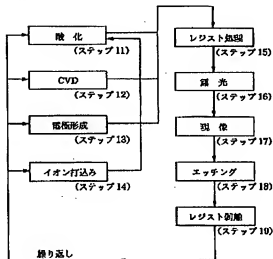 酸化
(ステップ11)
CVD
(ステップ12)
電極形成
(ステップ13)
イオン打込み
(ステップ14)
レジスト処理
(ステップ15)
露光
(ステップ16)
現像
(ステップ17)
エッチング
(ステップ18)
レジスト剥離
(ステップ19)
繰り返し